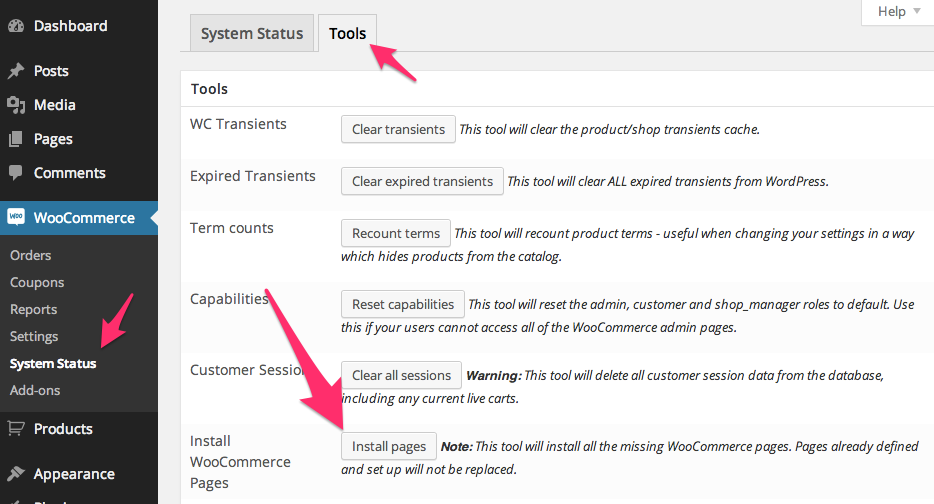 Help
System Status
Tools
Dashboard
Posts
Media
Pages
Comments
WOO
WooCommerce
Orders
Coupons
Reports
Settings
System Status
Add-ons
Products
Appearance
Tools
WC Transients
Clear transients This tool will clear the product/shop transients cache.
Expired Transients
Clear expired transients This tool will clear ALL expired transients from WordPress.
Term counts
Recount terms This tool will recount product terms - useful when changing your settings in a way
which hides products from the catalog.
Capabilities
Reset capabilities This tool will reset the admin, customer and shop_manager roles to default. Use
this if your users cannot access all of the WooCommerce admin pages.
Customer Session
Clear all sessions Warning: This tool will delete all customer session data from the database,
including any current live carts.
Install
WooCommerce
Pages
Install pages Note: This tool will install all the missing WooCommerce pages. Pages already defined
and set up will not be replaced.